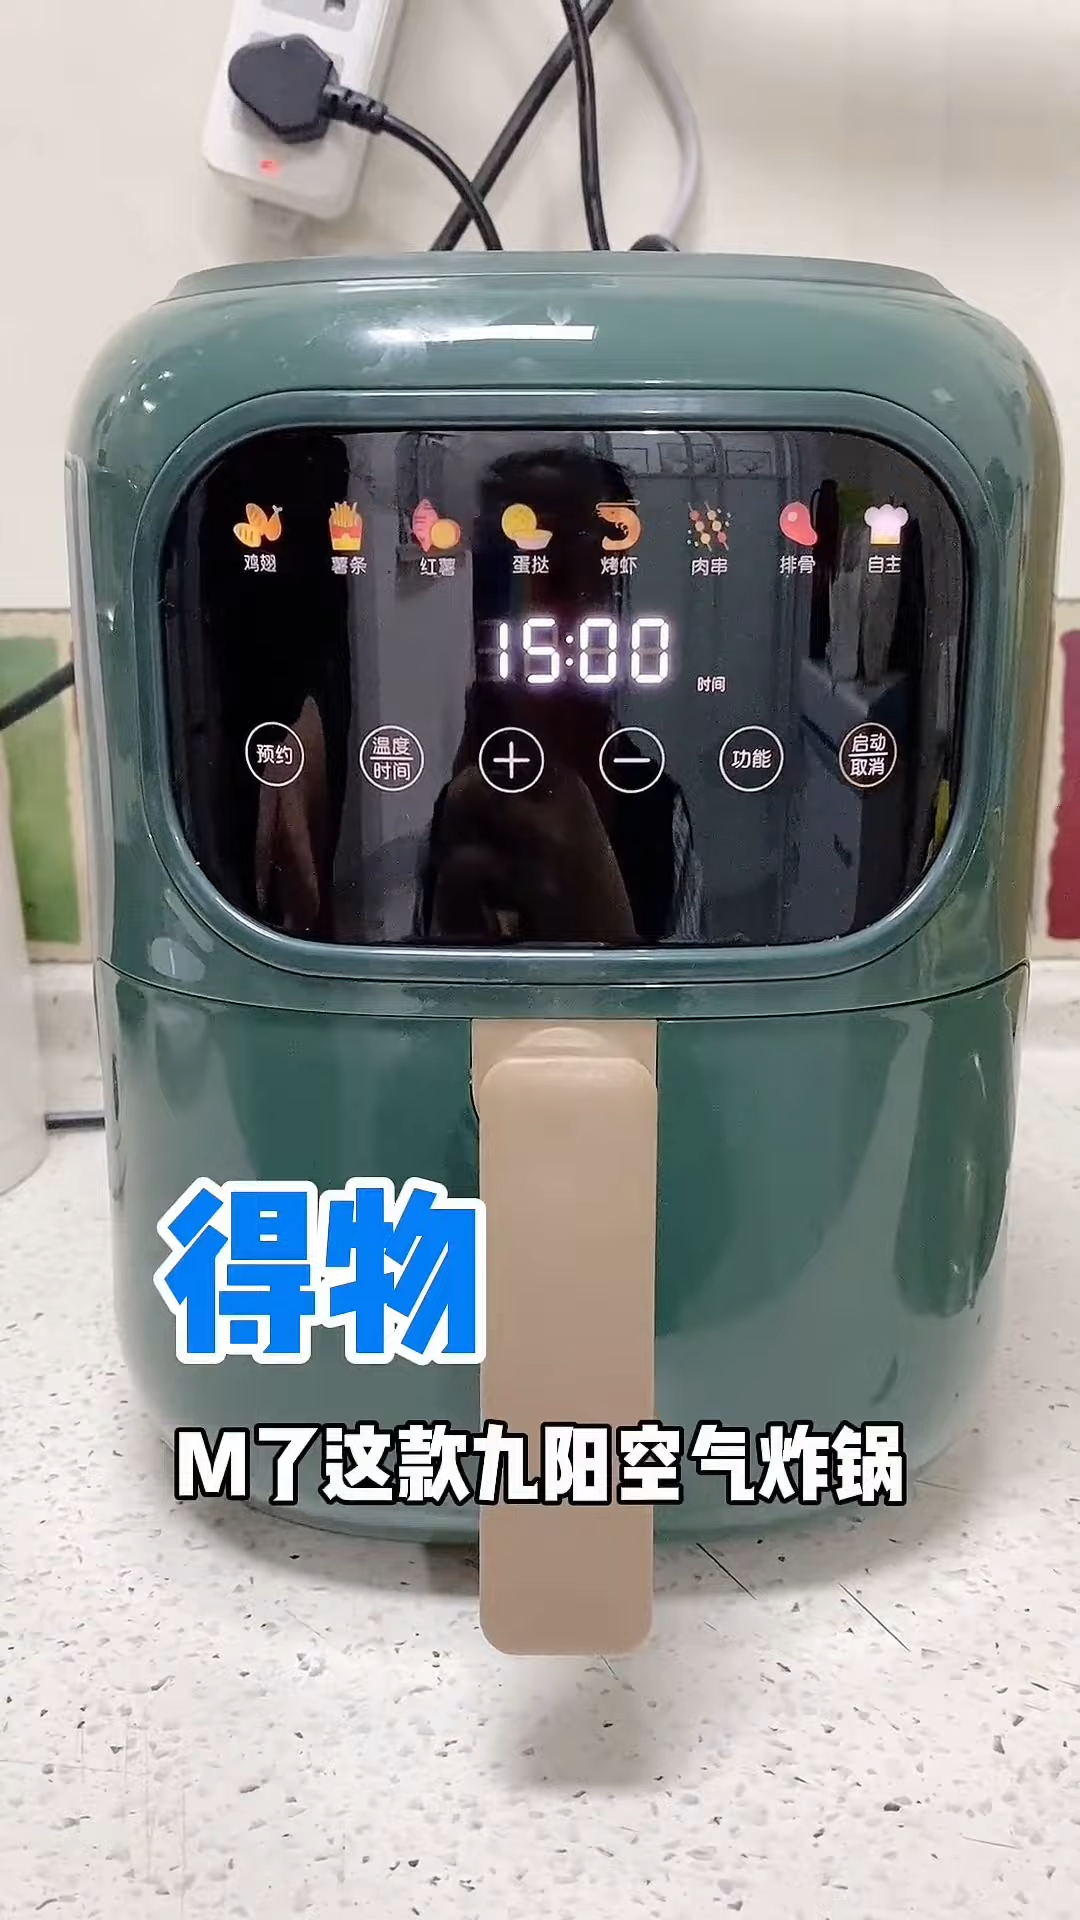 鸡翅 薯条 红薯 蛋挞 烤虾 肉串 排骨 自主
15:00 时间
预约 温度 时间 + − 功能 启动 取消
得物
M了这款九阳空气炸锅